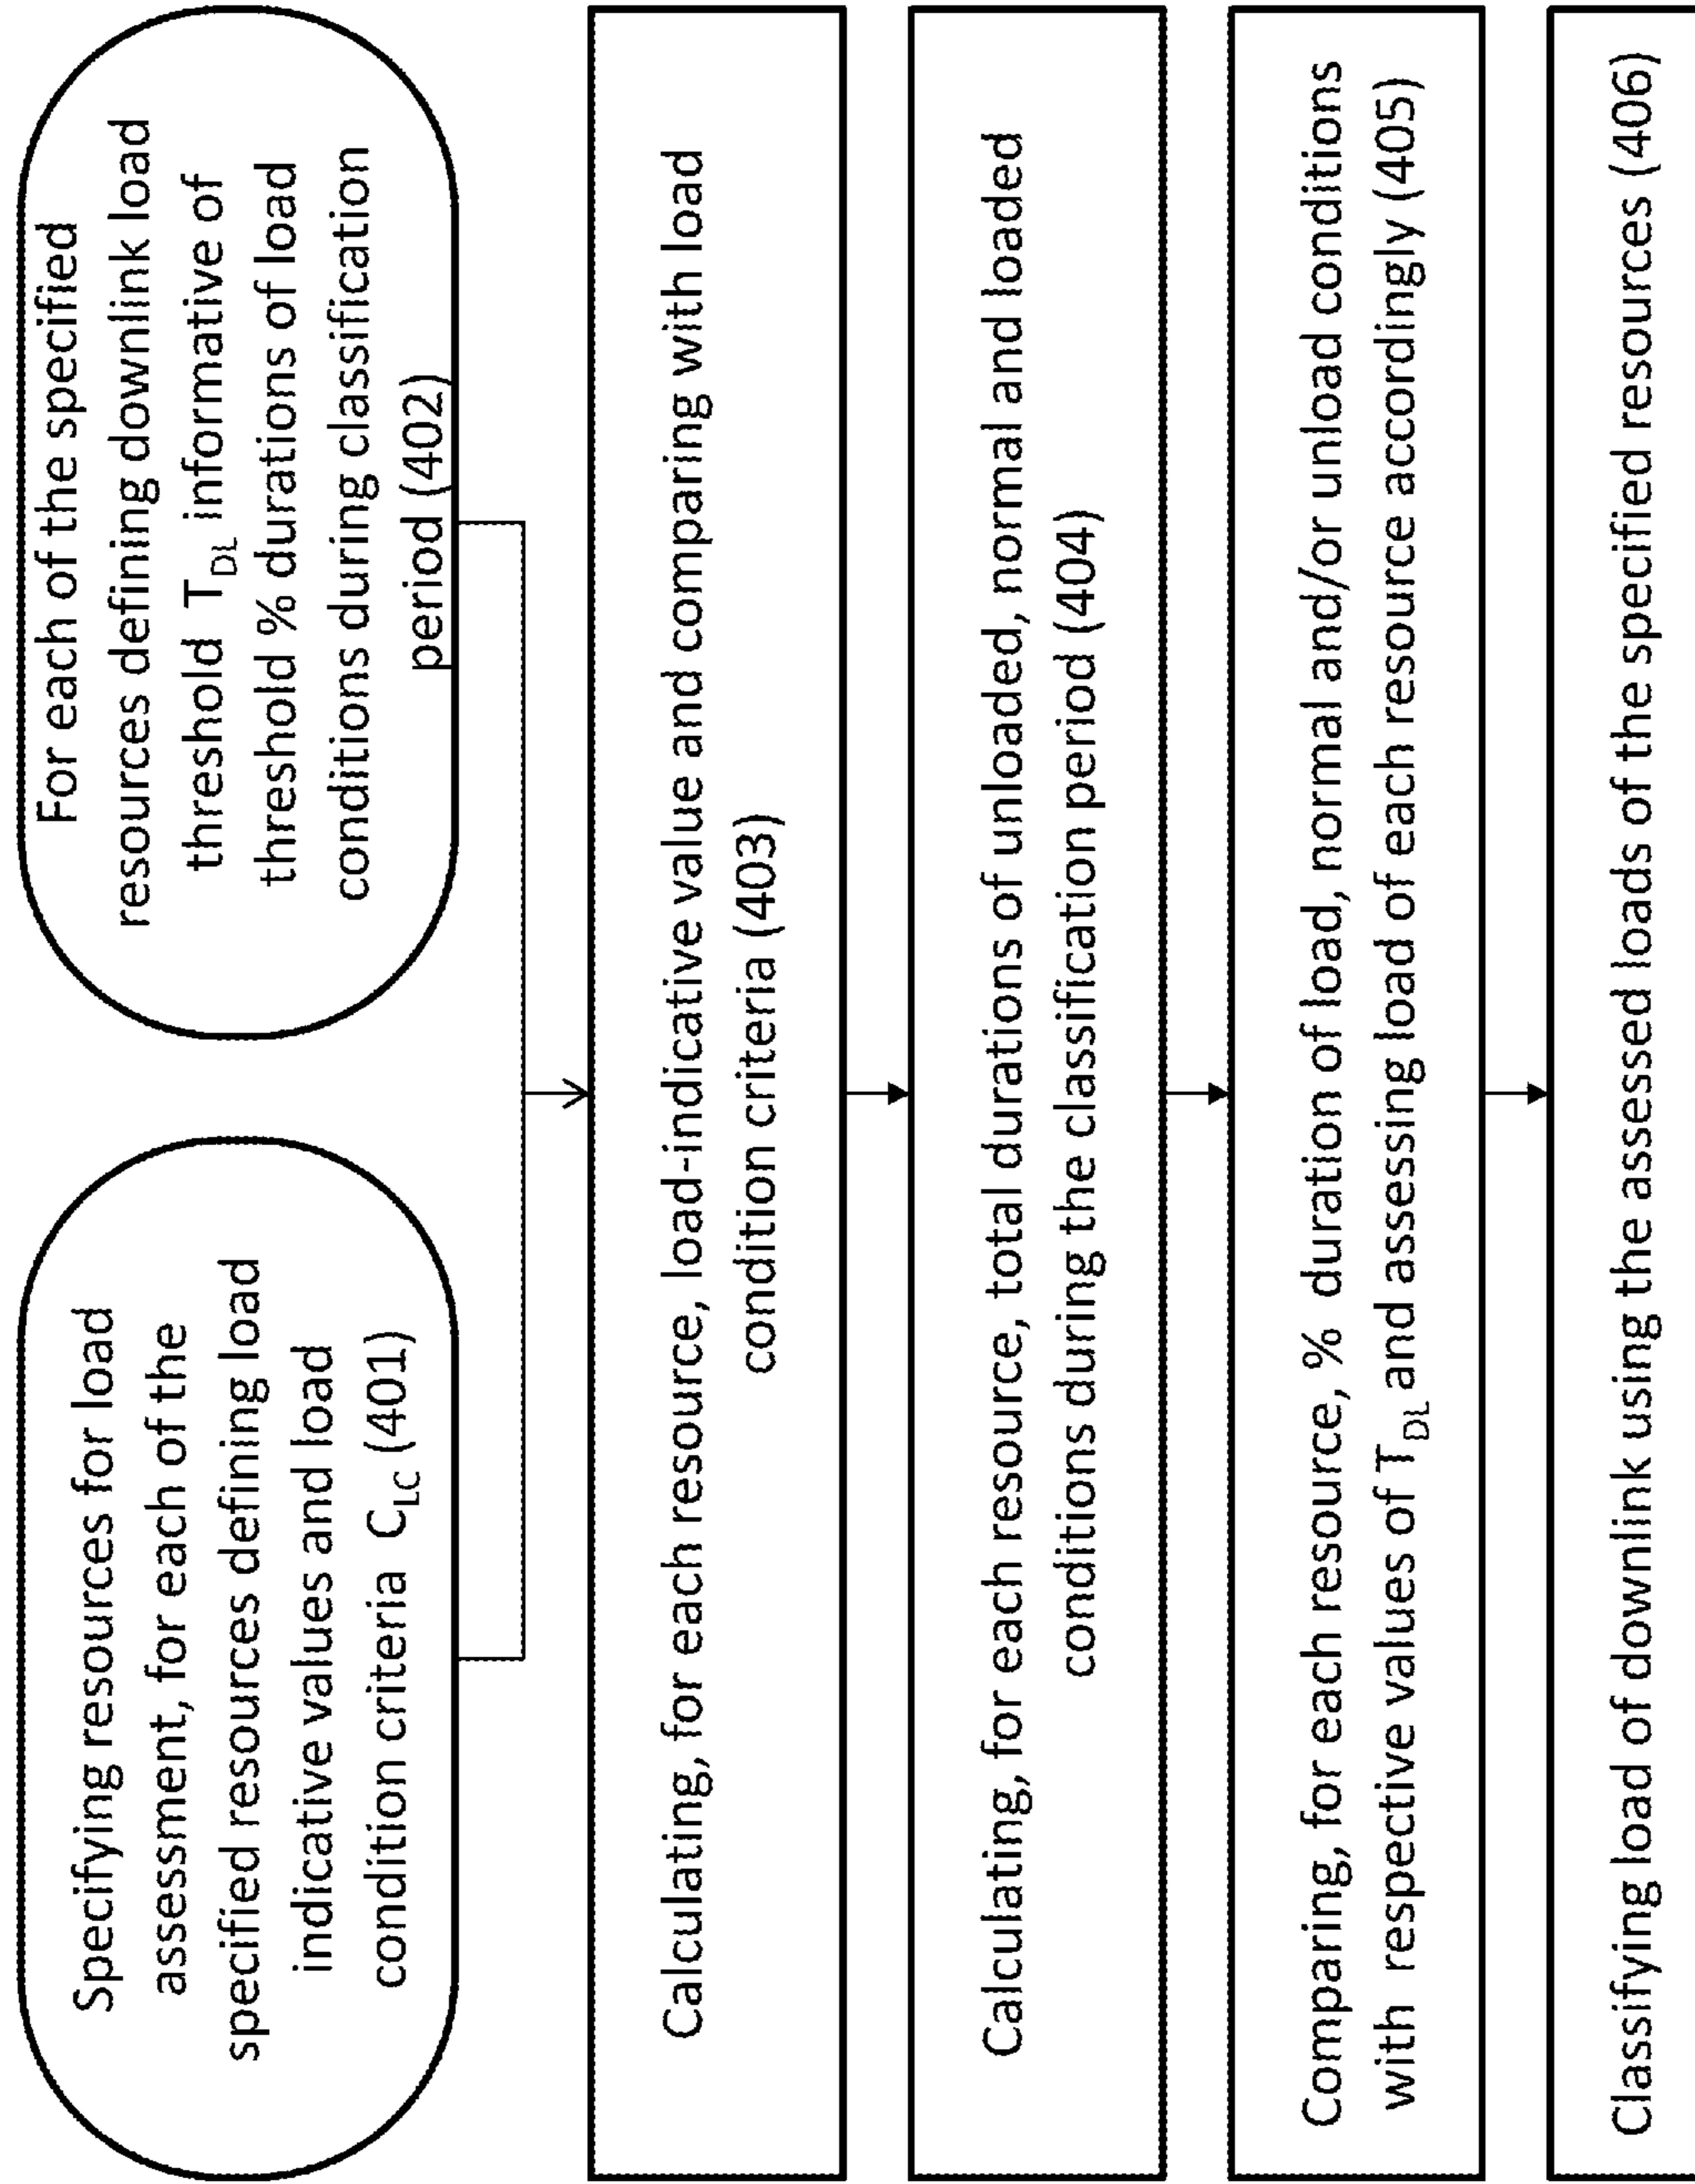 Specifying resources for load
assessment, for each of the
specified resources defining load
indicative values and load
condition criteria C_LC (401)
For each of the specified
resources defining downlink load
threshold T_DL informative of
threshold % durations of load
conditions during classification
period (402)
Calculating, for each resource, load-indicative value and comparing with load
condition criteria (403)
Calculating, for each resource, total durations of unloaded, normal and loaded
conditions during the classification period (404)
Comparing, for each resource, % duration of load, normal and/or unload conditions
with respective values of T_DL and assessing load of each resource accordingly (405)
Classifying load of downlink using the assessed loads of the specified resources (406)